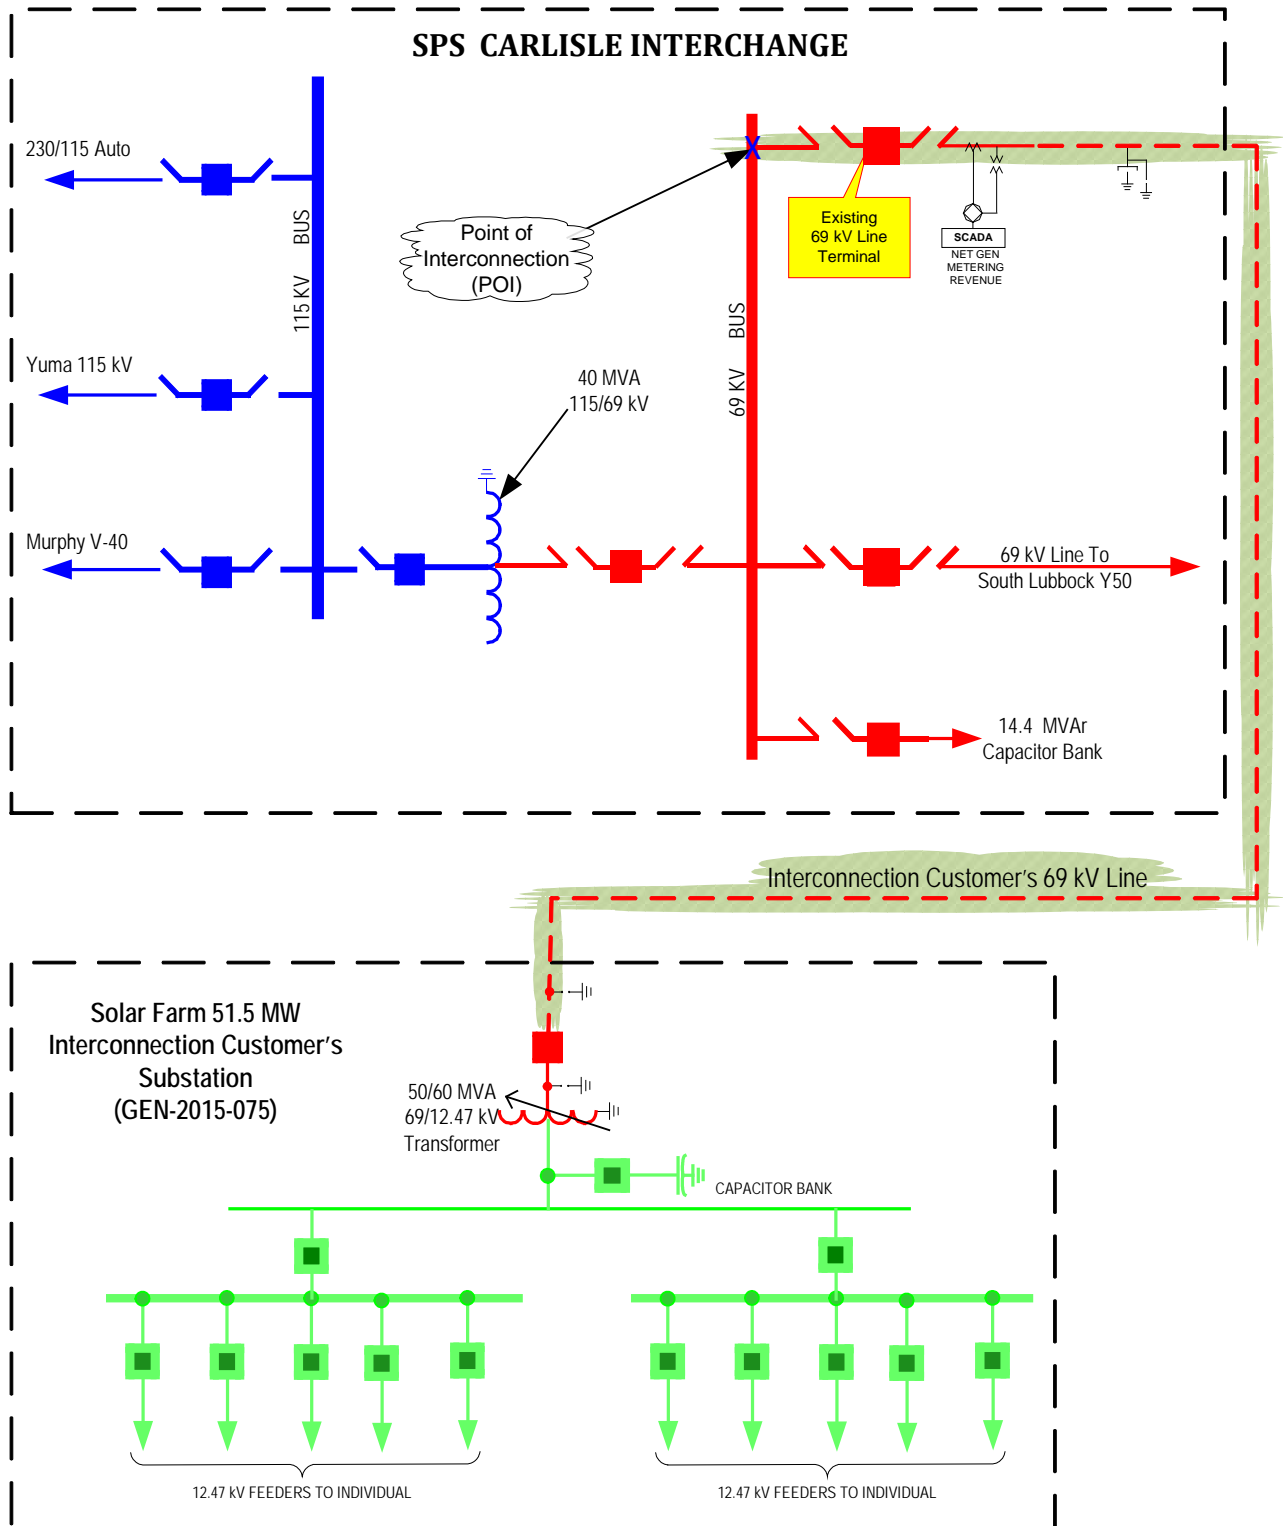 SPS CARLISLE INTERCHANGE
230/115 Auto
115 KV BUS
Yuma 115 kV
Murphy V-40
Point of
Interconnection
(POI)
40 MVA
115/69 kV
69 KV BUS
X
Existing
69 kV Line
Terminal
SCADA
NET GEN
METERING
REVENUE
69 kV Line To
South Lubbock Y50
14.4 MVAr
Capacitor Bank
Interconnection Customer's 69 kV Line
Solar Farm 51.5 MW
Interconnection Customer's
Substation
(GEN-2015-075)
50/60 MVA
69/12.47 kV
Transformer
CAPACITOR BANK
12.47 kV FEEDERS TO INDIVIDUAL
12.47 kV FEEDERS TO INDIVIDUAL